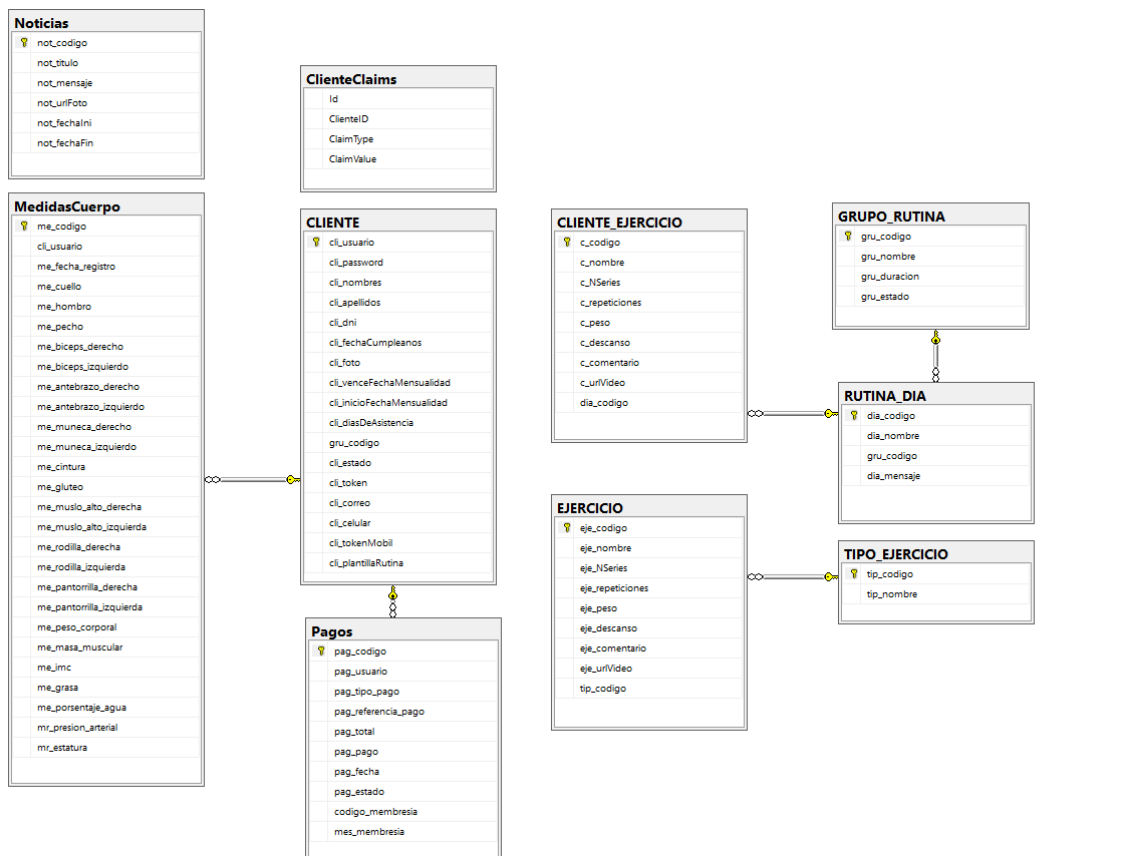 Noticias
not_codigo
not_titulo
not_mensaje
not_urlFoto
not_fechaIni
not_fechaFin
MedidasCuerpo
me_codigo
cli_usuario
me_fecha_registro
me_cuello
me_hombro
me_pecho
me_biceps_derecho
me_biceps_izquierdo
me_antebrazo_derecho
me_antebrazo_izquierdo
me_muneca_derecho
me_muneca_izquierdo
me_cintura
me_gluteo
me_muslo_alto_derecha
me_muslo_alto_izquierda
me_rodilla_derecha
me_rodilla_izquierda
me_pantorrilla_derecha
me_pantorrilla_izquierda
me_peso_corporal
me_masa_muscular
me_imc
me_grasa
me_porsentaje_agua
mr_presion_arterial
mr_estatura
ClienteClaims
Id
ClienteID
ClaimType
ClaimValue
CLIENTE
cli_usuario
cli_password
cli_nombres
cli_apellidos
cli_dni
cli_fechaCumpleanos
cli_foto
cli_venceFechaMensualidad
cli_inicioFechaMensualidad
cli_diasDeAsistencia
gru_codigo
cli_estado
cli_token
cli_correo
cli_celular
cli_tokenMobil
cli_plantillaRutina
Pagos
pag_codigo
pag_usuario
pag_tipo_pago
pag_referencia_pago
pag_total
pag_pago
pag_fecha
pag_estado
codigo_membresia
mes_membresia
CLIENTE_EJERCICIO
c_codigo
c_nombre
c_NSeries
c_repeticiones
c_peso
c_descanso
c_comentario
c_urlVideo
dia_codigo
EJERCICIO
eje_codigo
eje_nombre
eje_NSeries
eje_repeticiones
eje_peso
eje_descanso
eje_comentario
eje_urlVideo
tip_codigo
GRUPO_RUTINA
gru_codigo
gru_nombre
gru_duracion
gru_estado
RUTINA_DIA
dia_codigo
dia_nombre
gru_codigo
dia_mensaje
TIPO_EJERCICIO
tip_codigo
tip_nombre